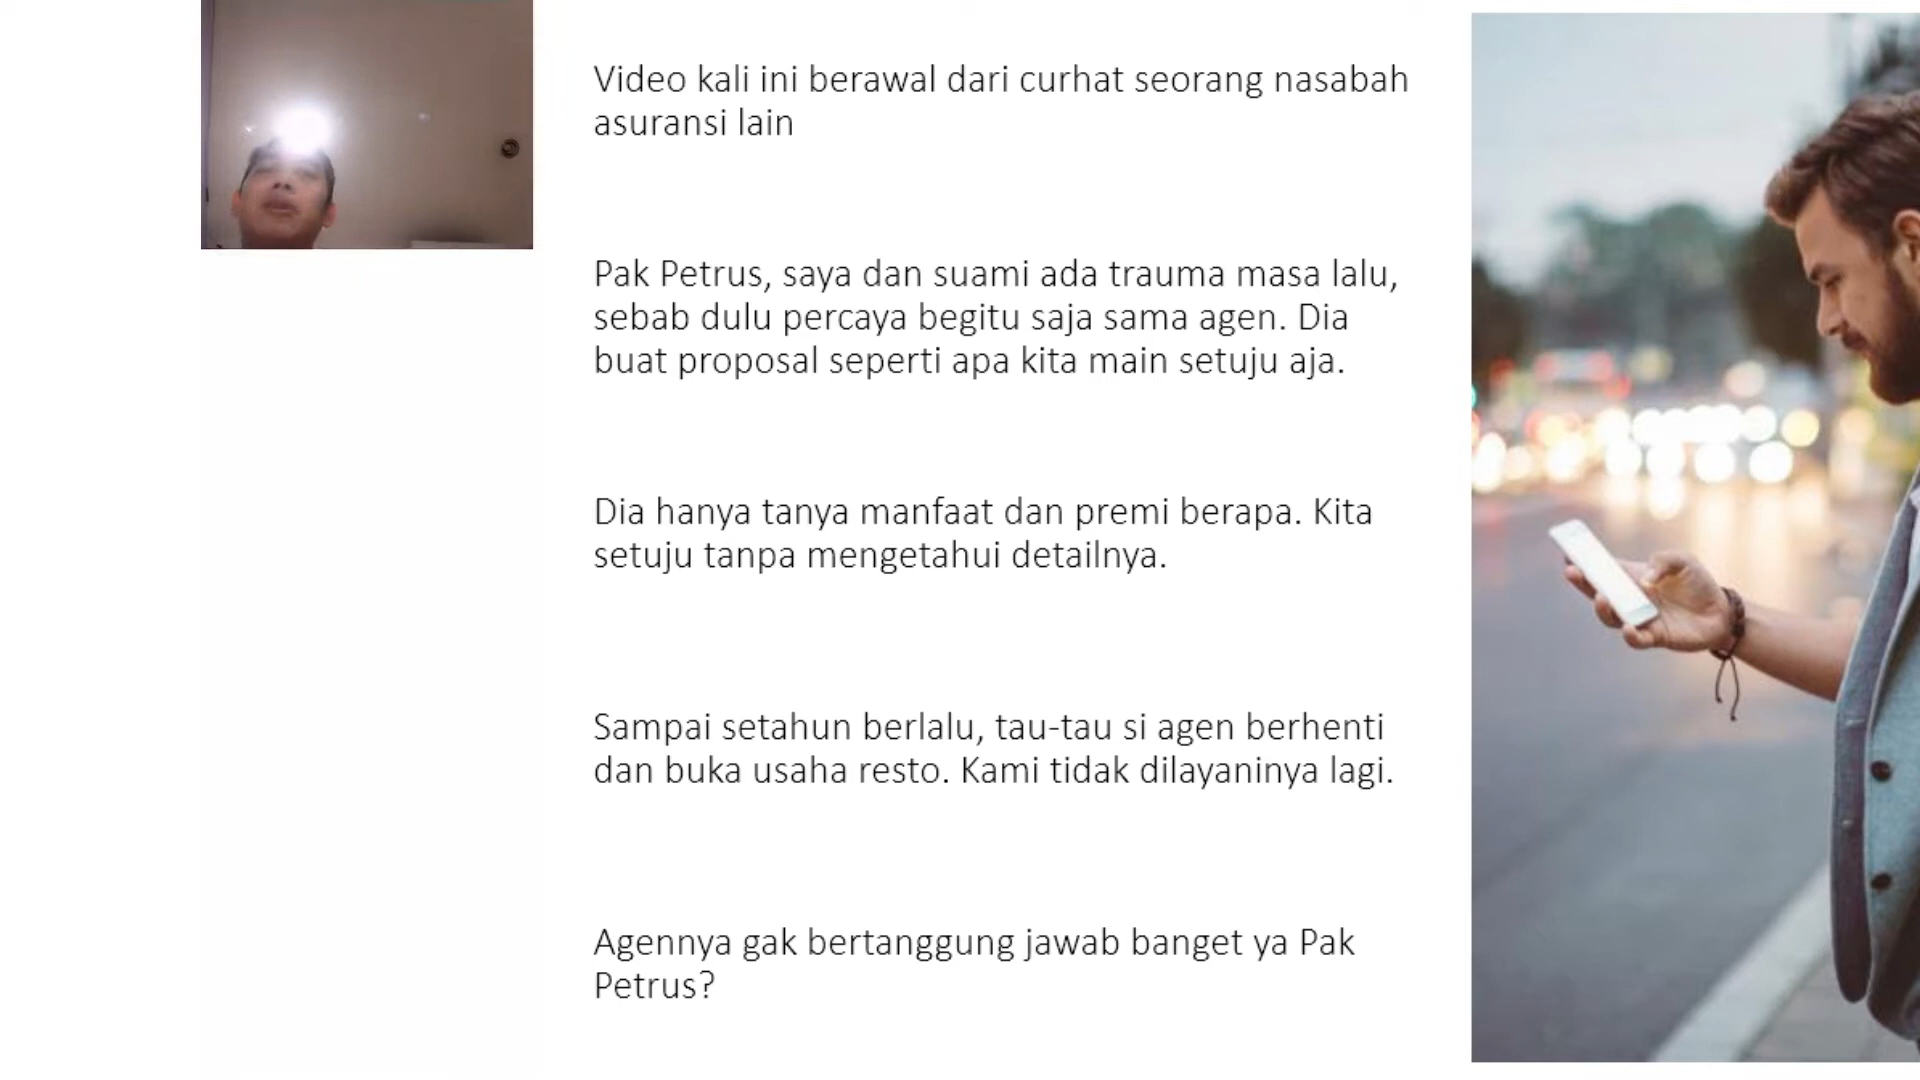 Video kali ini berawal dari curhat seorang nasabah
asuransi lain
Pak Petrus, saya dan suami ada trauma masa lalu,
sebab dulu percaya begitu saja sama agen. Dia
buat proposal seperti apa kita main setuju aja.
Dia hanya tanya manfaat dan premi berapa. Kita
setuju tanpa mengetahui detailnya.
Sampai setahun berlalu, tau-tau si agen berhenti
dan buka usaha resto. Kami tidak dilayaninya lagi.
Agennya gak bertanggung jawab banget ya Pak
Petrus?